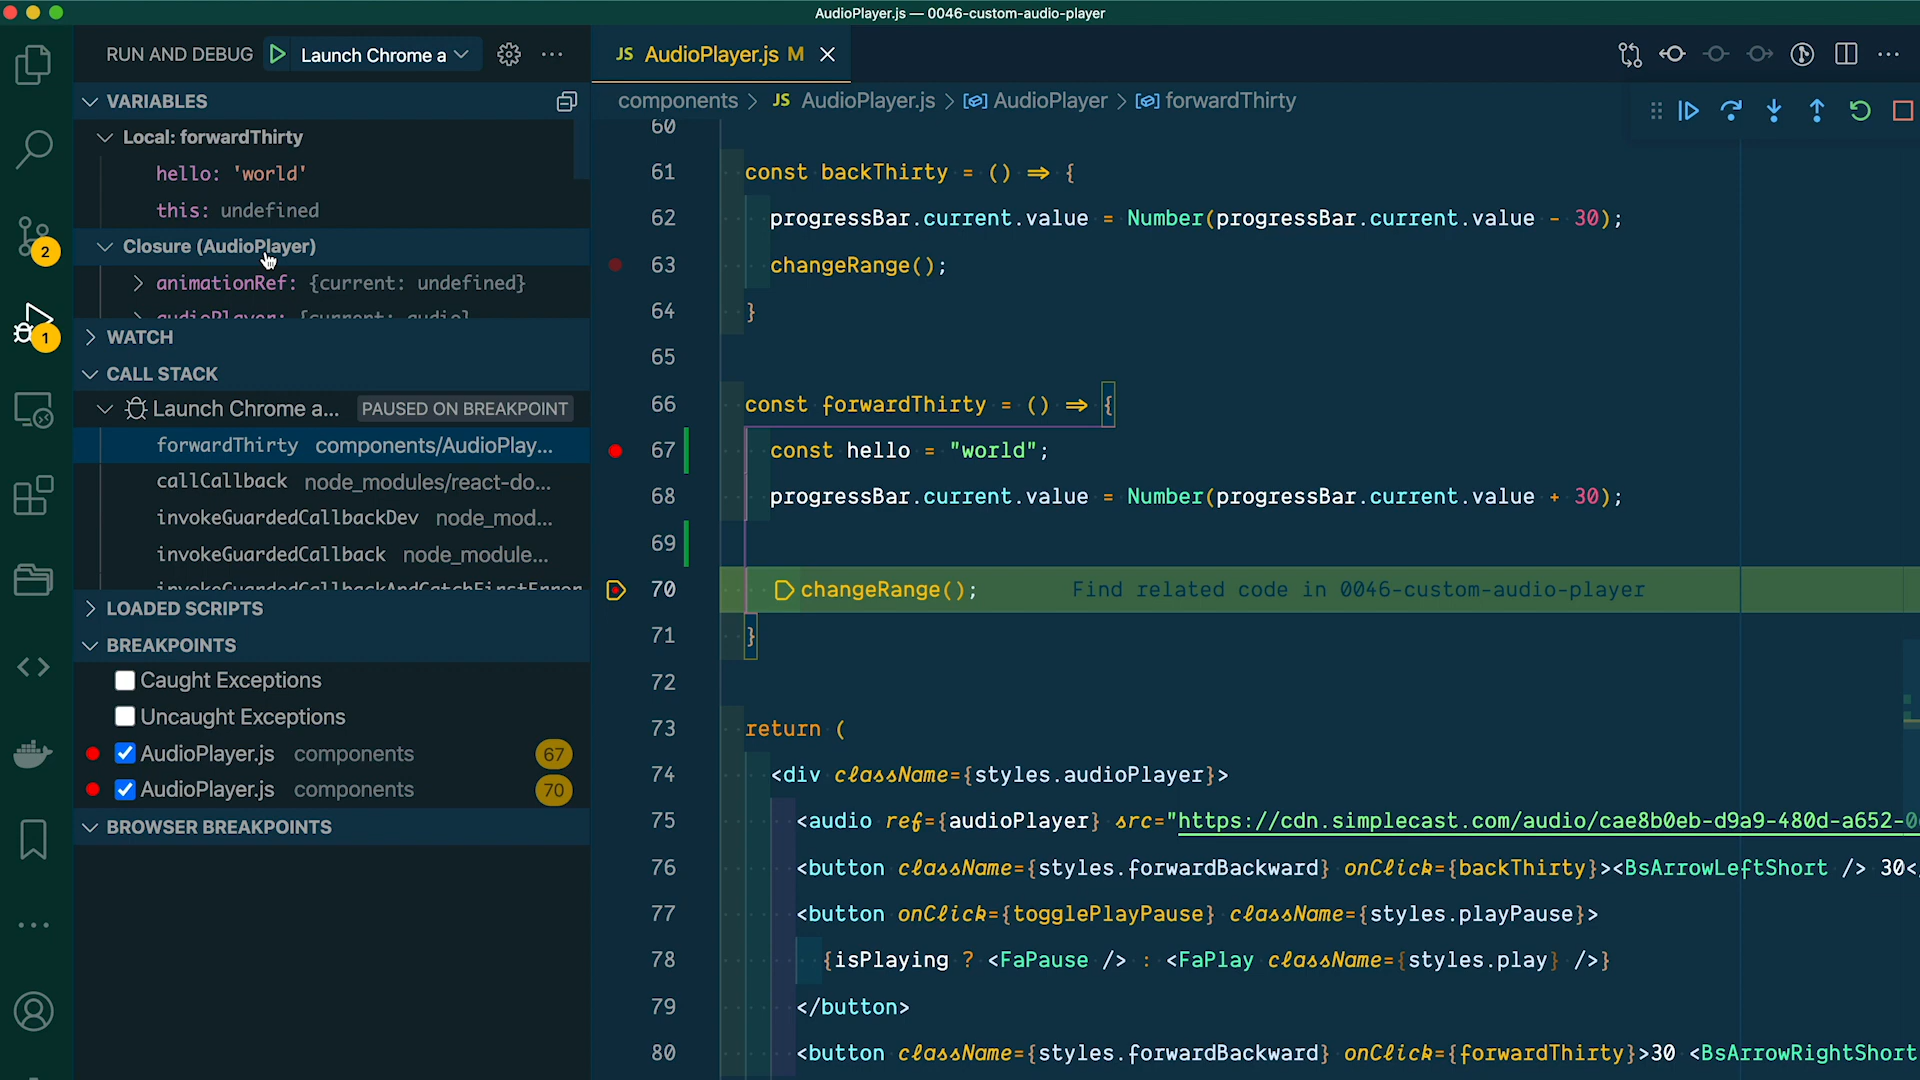 AudioPlayer.js — 0046-custom-audio-player
RUN AND DEBUG Launch Chrome a
VARIABLES
Local: forwardThirty
hello: 'world'
this: undefined
Closure (AudioPlayer)
animationRef: {current: undefined}
audioPlayer: {current: audio}
WATCH
CALL STACK
Launch Chrome a... PAUSED ON BREAKPOINT
forwardThirty components/AudioPlay...
callCallback node_modules/react-do...
invokeGuardedCallbackDev node_mod...
invokeGuardedCallback node_module...
invokeGuardedCallbackAndCatchFirstError
LOADED SCRIPTS
BREAKPOINTS
Caught Exceptions
Uncaught Exceptions
AudioPlayer.js components 67
AudioPlayer.js components 70
BROWSER BREAKPOINTS
2
1
JS AudioPlayer.js M
components > JS AudioPlayer.js > AudioPlayer > forwardThirty
60
61 const backThirty = () => {
62 progressBar.current.value = Number(progressBar.current.value - 30);
63 changeRange();
64 }
65
66 const forwardThirty = () => {
67 const hello = "world";
68 progressBar.current.value = Number(progressBar.current.value + 30);
69
70 changeRange(); Find related code in 0046-custom-audio-player
71 }
72
73 return (
74 <div className={styles.audioPlayer}>
75 <audio ref={audioPlayer} src="https://cdn.simplecast.com/audio/cae8b0eb-d9a9-480d-a652-0
76 <button className={styles.forwardBackward} onClick={backThirty}><BsArrowLeftShort /> 30<
77 <button onClick={togglePlayPause} className={styles.playPause}>
78 {isPlaying ? <FaPause /> : <FaPlay className={styles.play} />}
79 </button>
80 <button className={styles.forwardBackward} onClick={forwardThirty}>30 <BsArrowRightShort